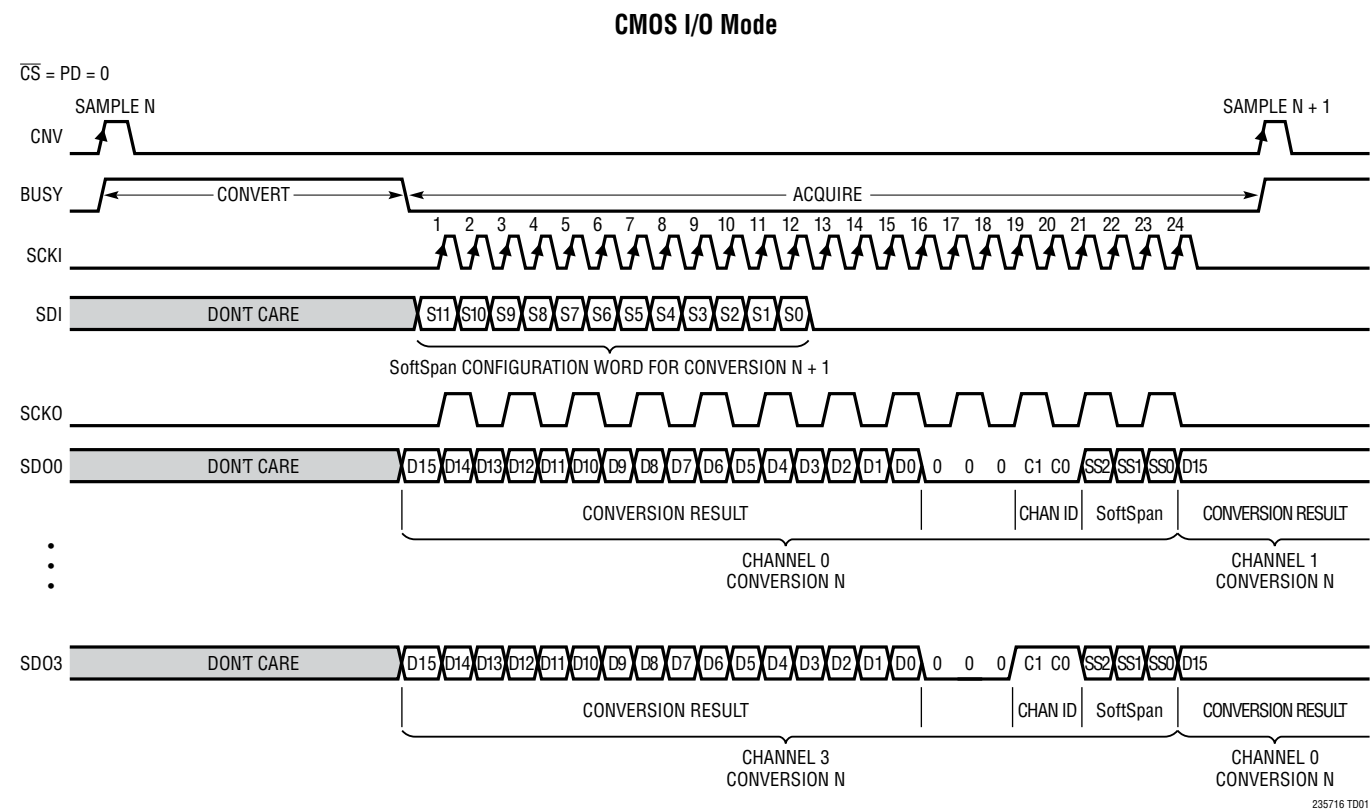 CMOS I/O Mode
CS = PD = 0
SAMPLE N SAMPLE N + 1
CNV
BUSY CONVERT ACQUIRE
1 2 3 4 5 6 7 8 9 10 11 12 13 14 15 16 17 18 19 20 21 22 23 24
SCKI
SDI DON'T CARE S11 S10 S9 S8 S7 S6 S5 S4 S3 S2 S1 S0
SoftSpan CONFIGURATION WORD FOR CONVERSION N + 1
SCKO
SDO0 DON'T CARE D15 D14 D13 D12 D11 D10 D9 D8 D7 D6 D5 D4 D3 D2 D1 D0 0 0 0 C1 C0 SS2 SS1 SS0 D15
CONVERSION RESULT CHAN ID SoftSpan CONVERSION RESULT
CHANNEL 0 CHANNEL 1
CONVERSION N CONVERSION N
SDO3 DON'T CARE D15 D14 D13 D12 D11 D10 D9 D8 D7 D6 D5 D4 D3 D2 D1 D0 0 0 0 C1 C0 SS2 SS1 SS0 D15
CONVERSION RESULT CHAN ID SoftSpan CONVERSION RESULT
CHANNEL 3 CHANNEL 0
CONVERSION N CONVERSION N
235716 TD01